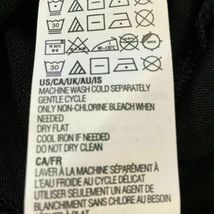 30
30
US/CA/UK/AU/IS
MACHINE WASH COLD SEPARATELY
GENTLE CYCLE
ONLY NON-CHLORINE BLEACH WHEN
NEEDED
DRY FLAT
COOL IRON IF NEEDED
DO NOT DRY CLEAN
CA/FR
LAVER À LA MACHINE SÉPARÉMENT À
L'EAU FROIDE AU CYCLE DÉLICAT
UTILISER SEULEMENT UN AGENT DE
BLANCHIMENT SANS CHLORE AU BESOIN